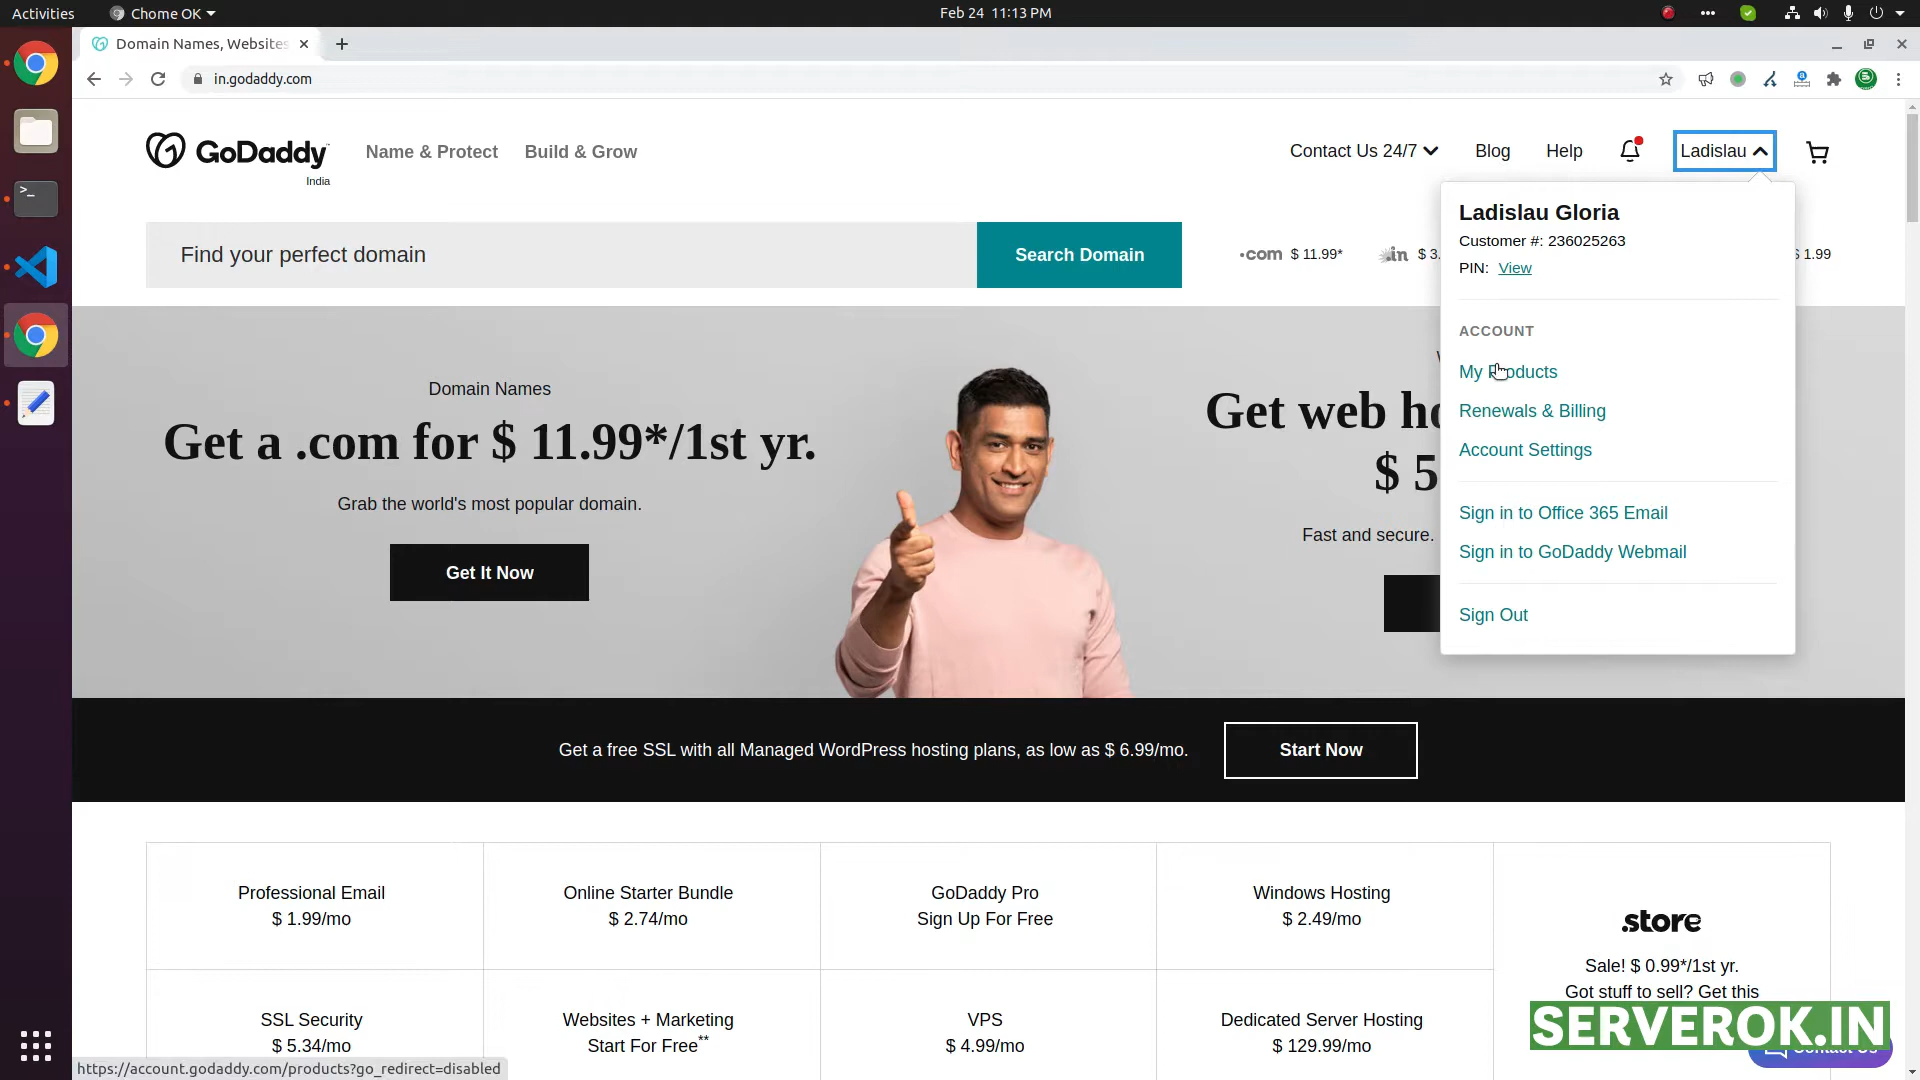 Activities
Chome OK
Feb 24 11:13 PM
Domain Names, Websites
in.godaddy.com
GoDaddy
India
Name & Protect
Build & Grow
Contact Us 24/7
Blog
Help
Ladislau
Find your perfect domain
Search Domain
.com $ 11.99*
.in $ 3.
$ 1.99
Ladislau Gloria
Customer #: 236025263
PIN: View
ACCOUNT
My Products
Renewals & Billing
Account Settings
Sign in to Office 365 Email
Sign in to GoDaddy Webmail
Sign Out
Domain Names
Get a .com for $ 11.99*/1st yr.
Grab the world's most popular domain.
Get It Now
Get web
$ 5
Fast and secure.
Get a free SSL with all Managed WordPress hosting plans, as low as $ 6.99/mo.
Start Now
Professional Email
$ 1.99/mo
Online Starter Bundle
$ 2.74/mo
GoDaddy Pro
Sign Up For Free
Windows Hosting
$ 2.49/mo
.store
Sale! $ 0.99*/1st yr.
Got stuff to sell? Get this
SSL Security
$ 5.34/mo
Websites + Marketing
Start For Free**
VPS
$ 4.99/mo
Dedicated Server Hosting
$ 129.99/mo
SERVEROK.IN
https://account.godaddy.com/products?go_redirect=disabled